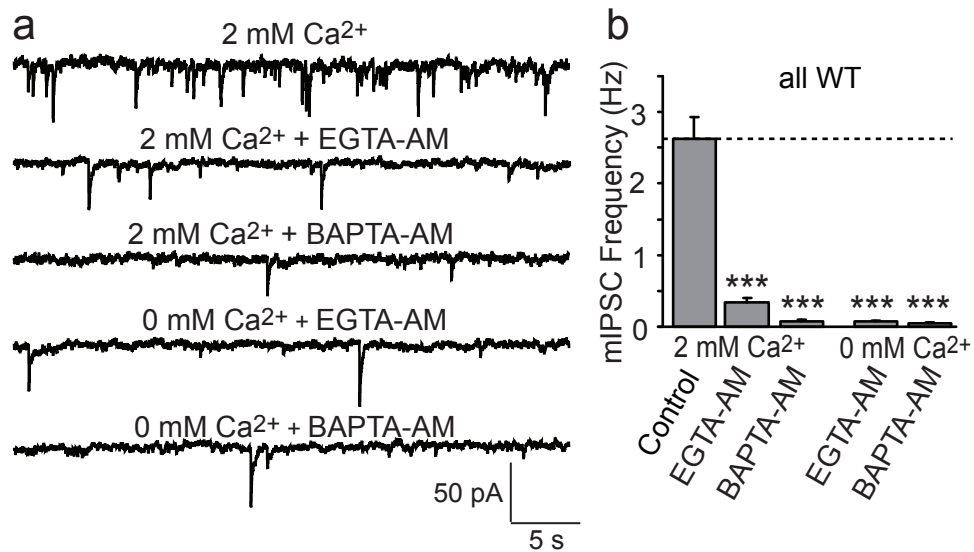 a
2 mM Ca2+
2 mM Ca2+ + EGTA-AM
2 mM Ca2+ + BAPTA-AM
0 mM Ca2+ + EGTA-AM
0 mM Ca2+ + BAPTA-AM
50 pA
5 s
b
all WT
mIPSC Frequency (Hz)
3
2
1
0
***
***
***
***
2 mM Ca2+
0 mM Ca2+
Control
EGTA-AM
BAPTA-AM
EGTA-AM
BAPTA-AM